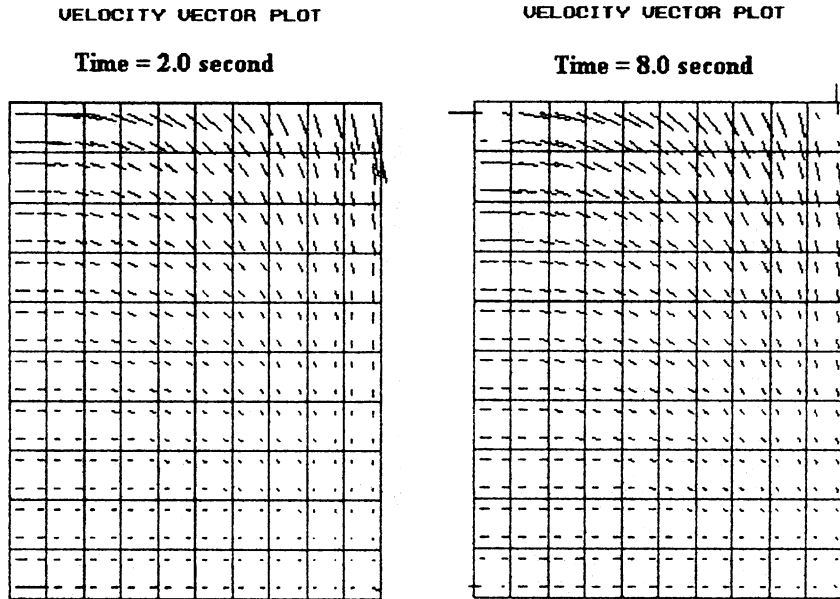 VELOCITY VECTOR PLOT
Time = 2.0 second
VELOCITY VECTOR PLOT
Time = 8.0 second